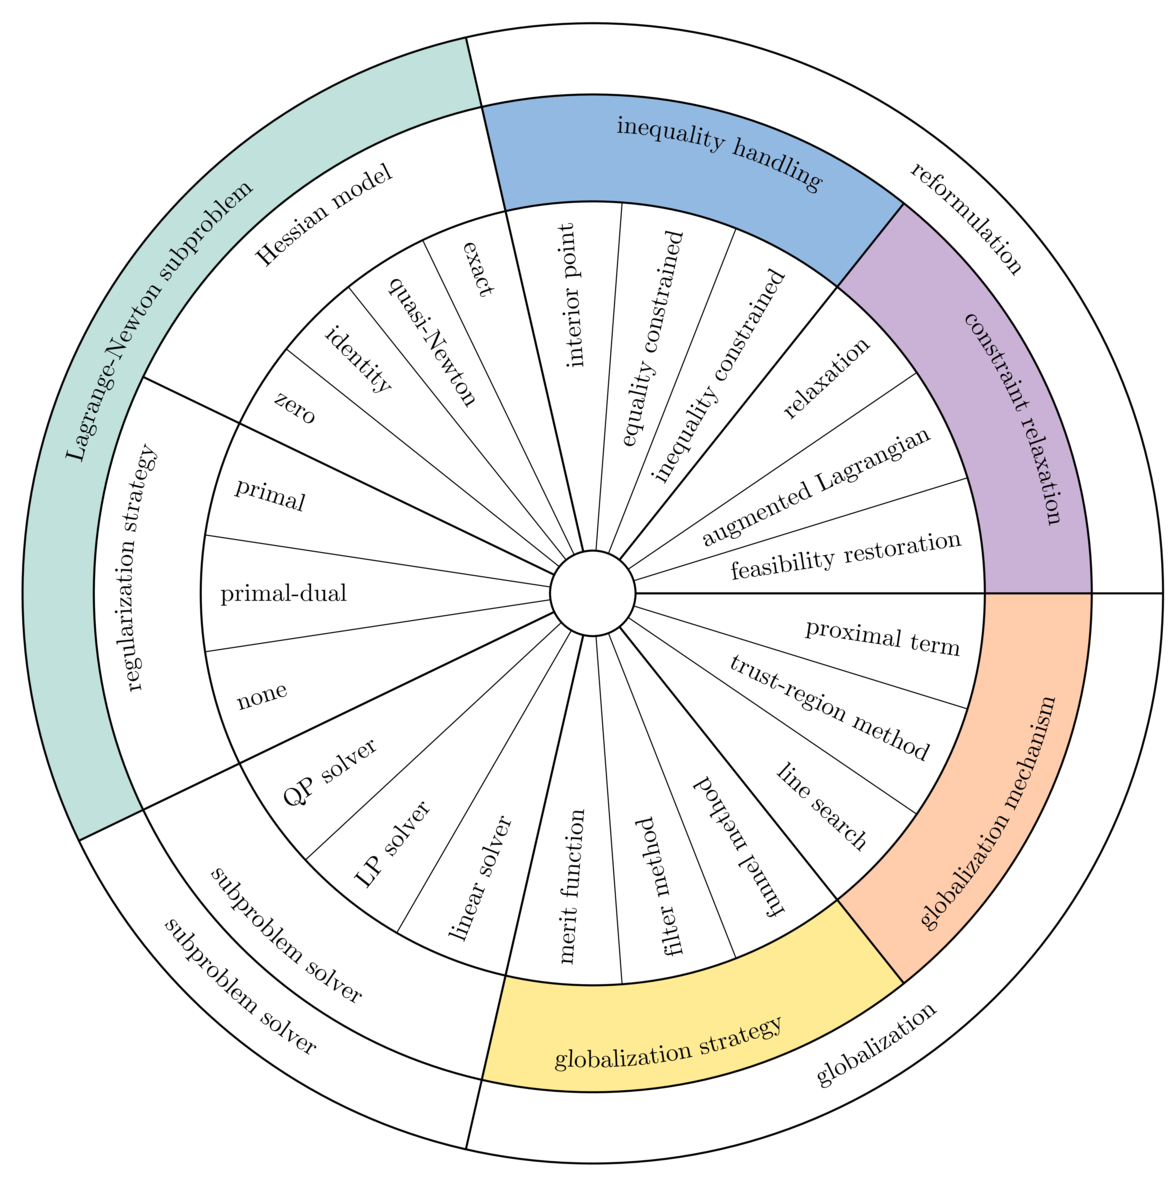 reformulation
inequality handling
interior point
equality constrained
inequality constrained
constraint relaxation
relaxation
augmented Lagrangian
feasibility restoration
globalization
globalization mechanism
proximal term
trust-region method
line search
globalization strategy
funnel method
filter method
merit function
subproblem solver
subproblem solver
linear solver
LP solver
QP solver
Lagrange-Newton subproblem
regularization strategy
none
primal-dual
primal
Hessian model
zero
identity
quasi-Newton
exact